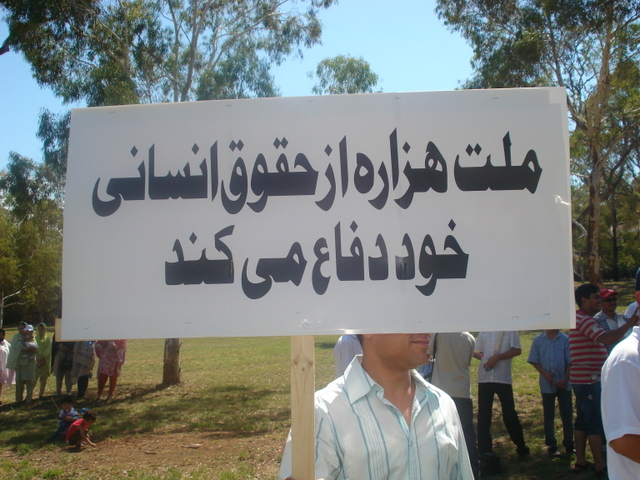 ملت هزاره از حقوق انسانی
خود دفاع می کند